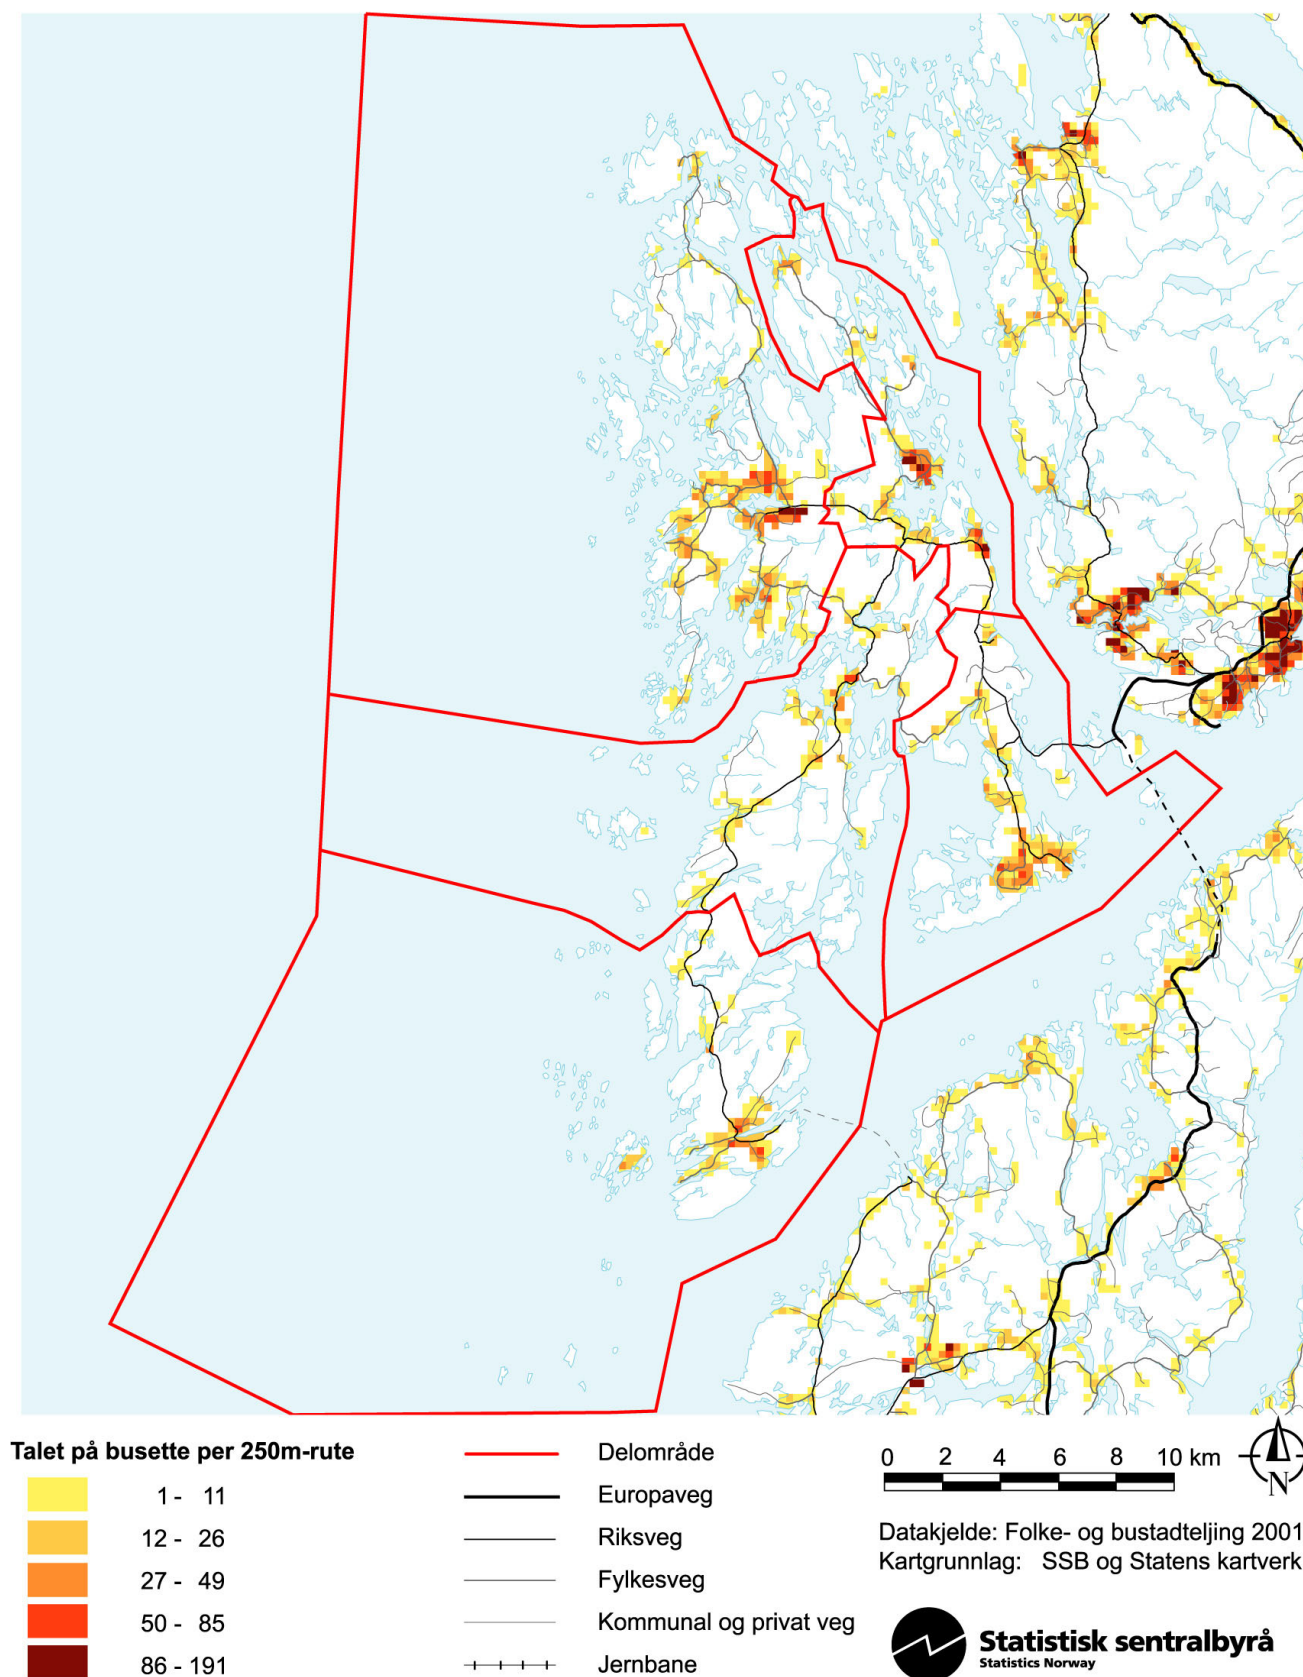 Talet på busette per 250m-rute
1 - 11
12 - 26
27 - 49
50 - 85
86 - 191
Delområde
Europaveg
Riksveg
Fylkesveg
Kommunal og privat veg
Jernbane
0 2 4 6 8 10 km
N
Datakjelde: Folke- og bustadteljing 2001
Kartgrunnlag: SSB og Statens kartverk
Statistisk sentralbyrå
Statistics Norway